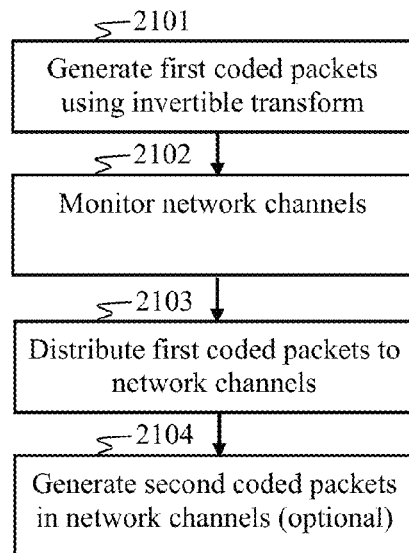 2101
Generate first coded packets
using invertible transform
2102
Monitor network channels
2103
Distribute first coded packets to
network channels
2104
Generate second coded packets
in network channels (optional)